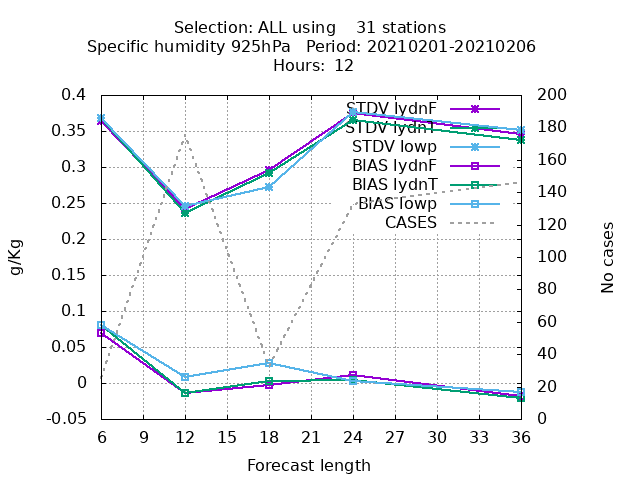 Selection: ALL using    31 stations
Specific humidity 925hPa   Period: 20210201-20210206
Hours:  12
0.4
0.35
0.3
0.25
0.2
0.15
0.1
0.05
0
-0.05
g/Kg
STDV lydnF
STDV lydnT
STDV lowp
BIAS lydnF
BIAS lydnT
BIAS lowp
CASES
200
180
160
140
120
100
80
60
40
20
0
No cases
6 9 12 15 18 21 24 27 30 33 36
Forecast length